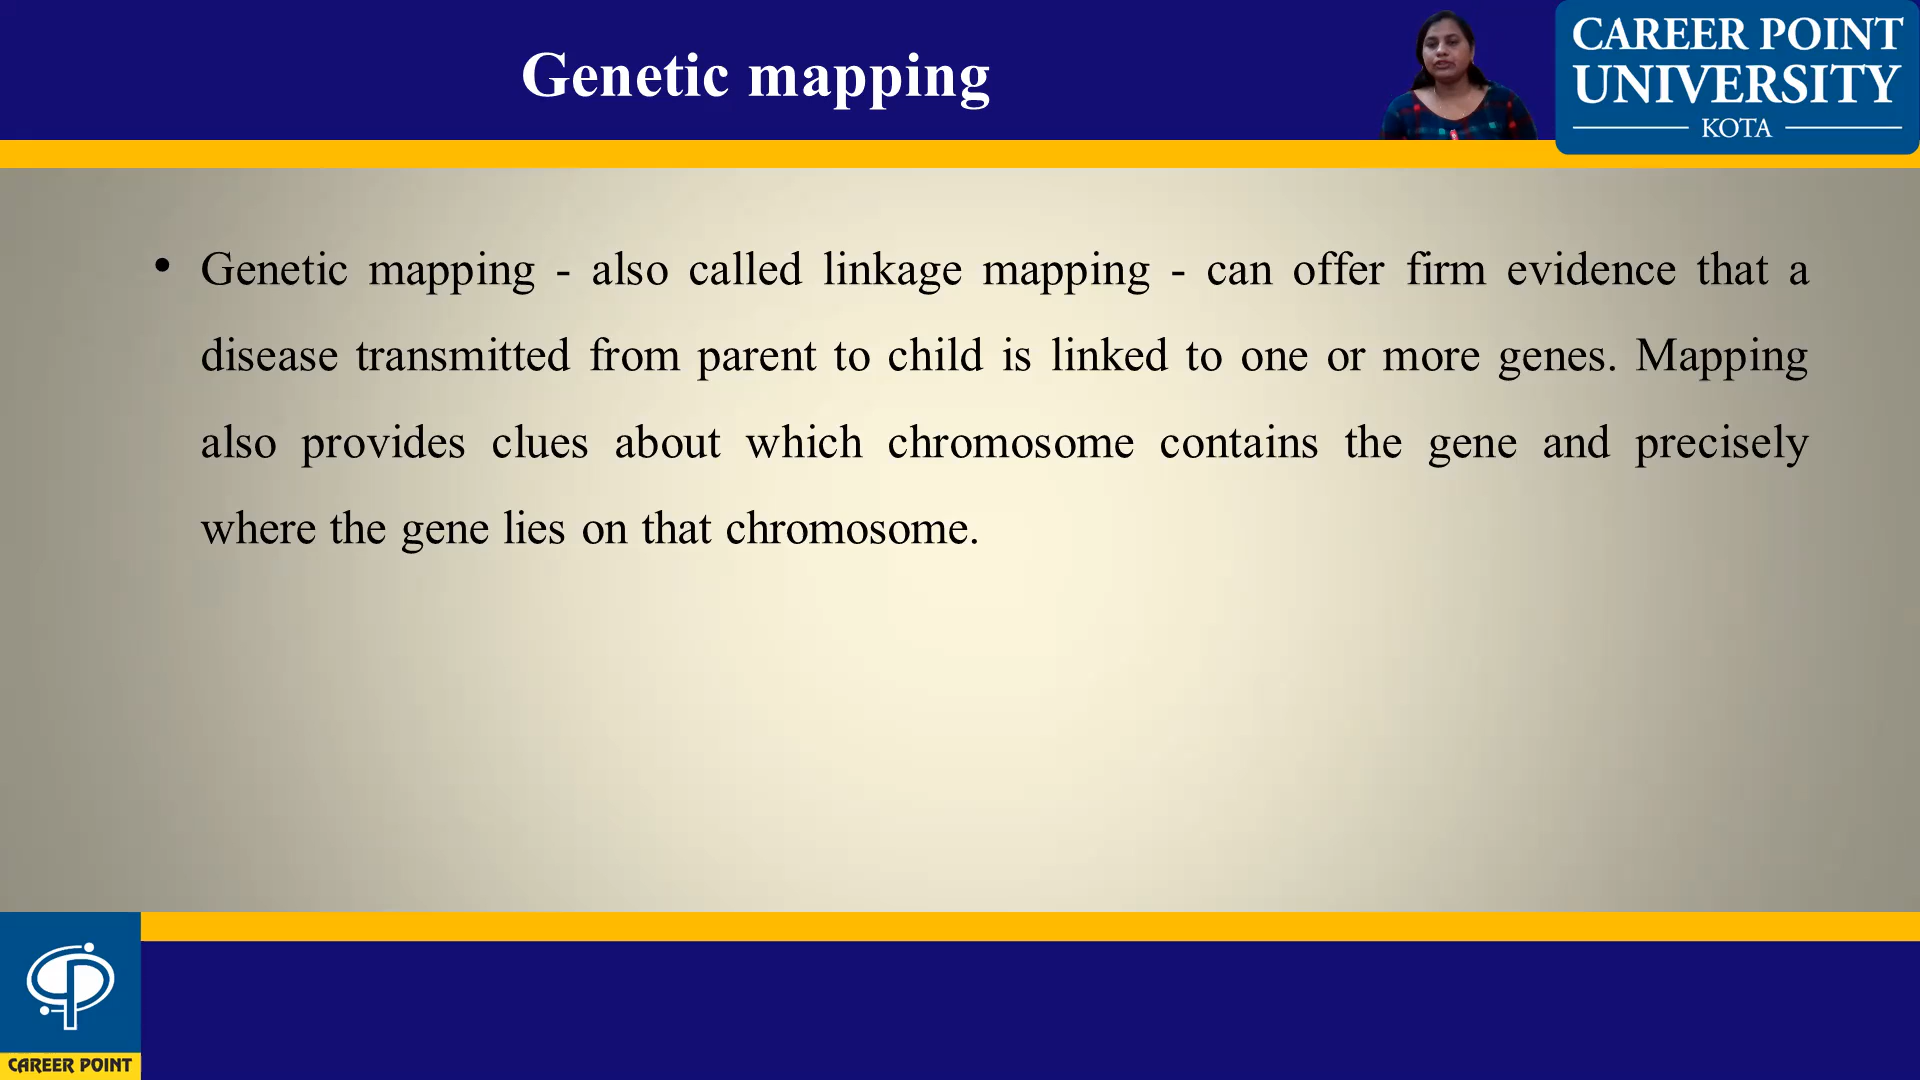 Genetic mapping
CAREER POINT
UNIVERSITY
KOTA
• Genetic mapping - also called linkage mapping - can offer firm evidence that a
disease transmitted from parent to child is linked to one or more genes. Mapping
also provides clues about which chromosome contains the gene and precisely
where the gene lies on that chromosome.
CAREER POINT